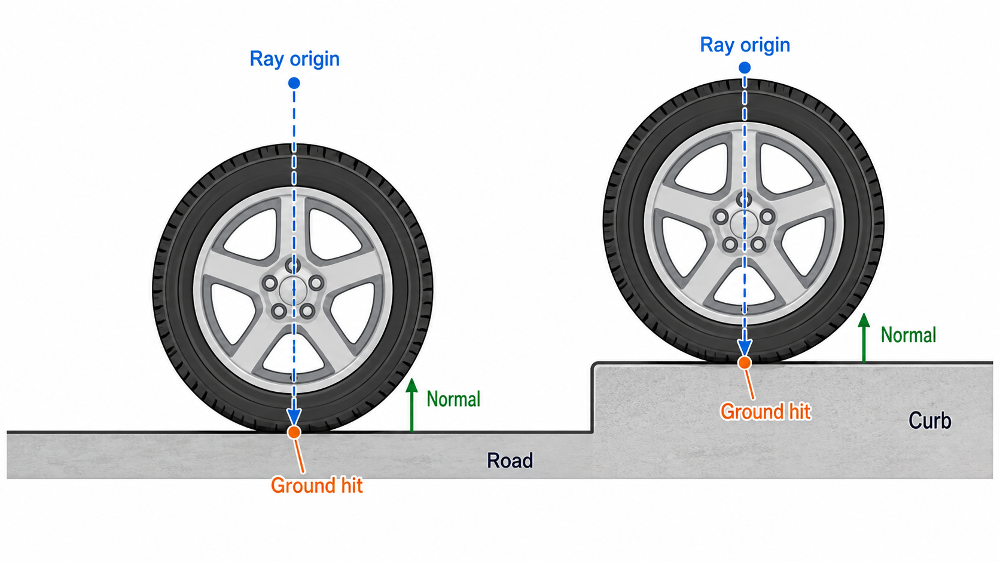 Ray origin
Ray origin
Normal
Normal
Ground hit
Curb
Road
Ground hit